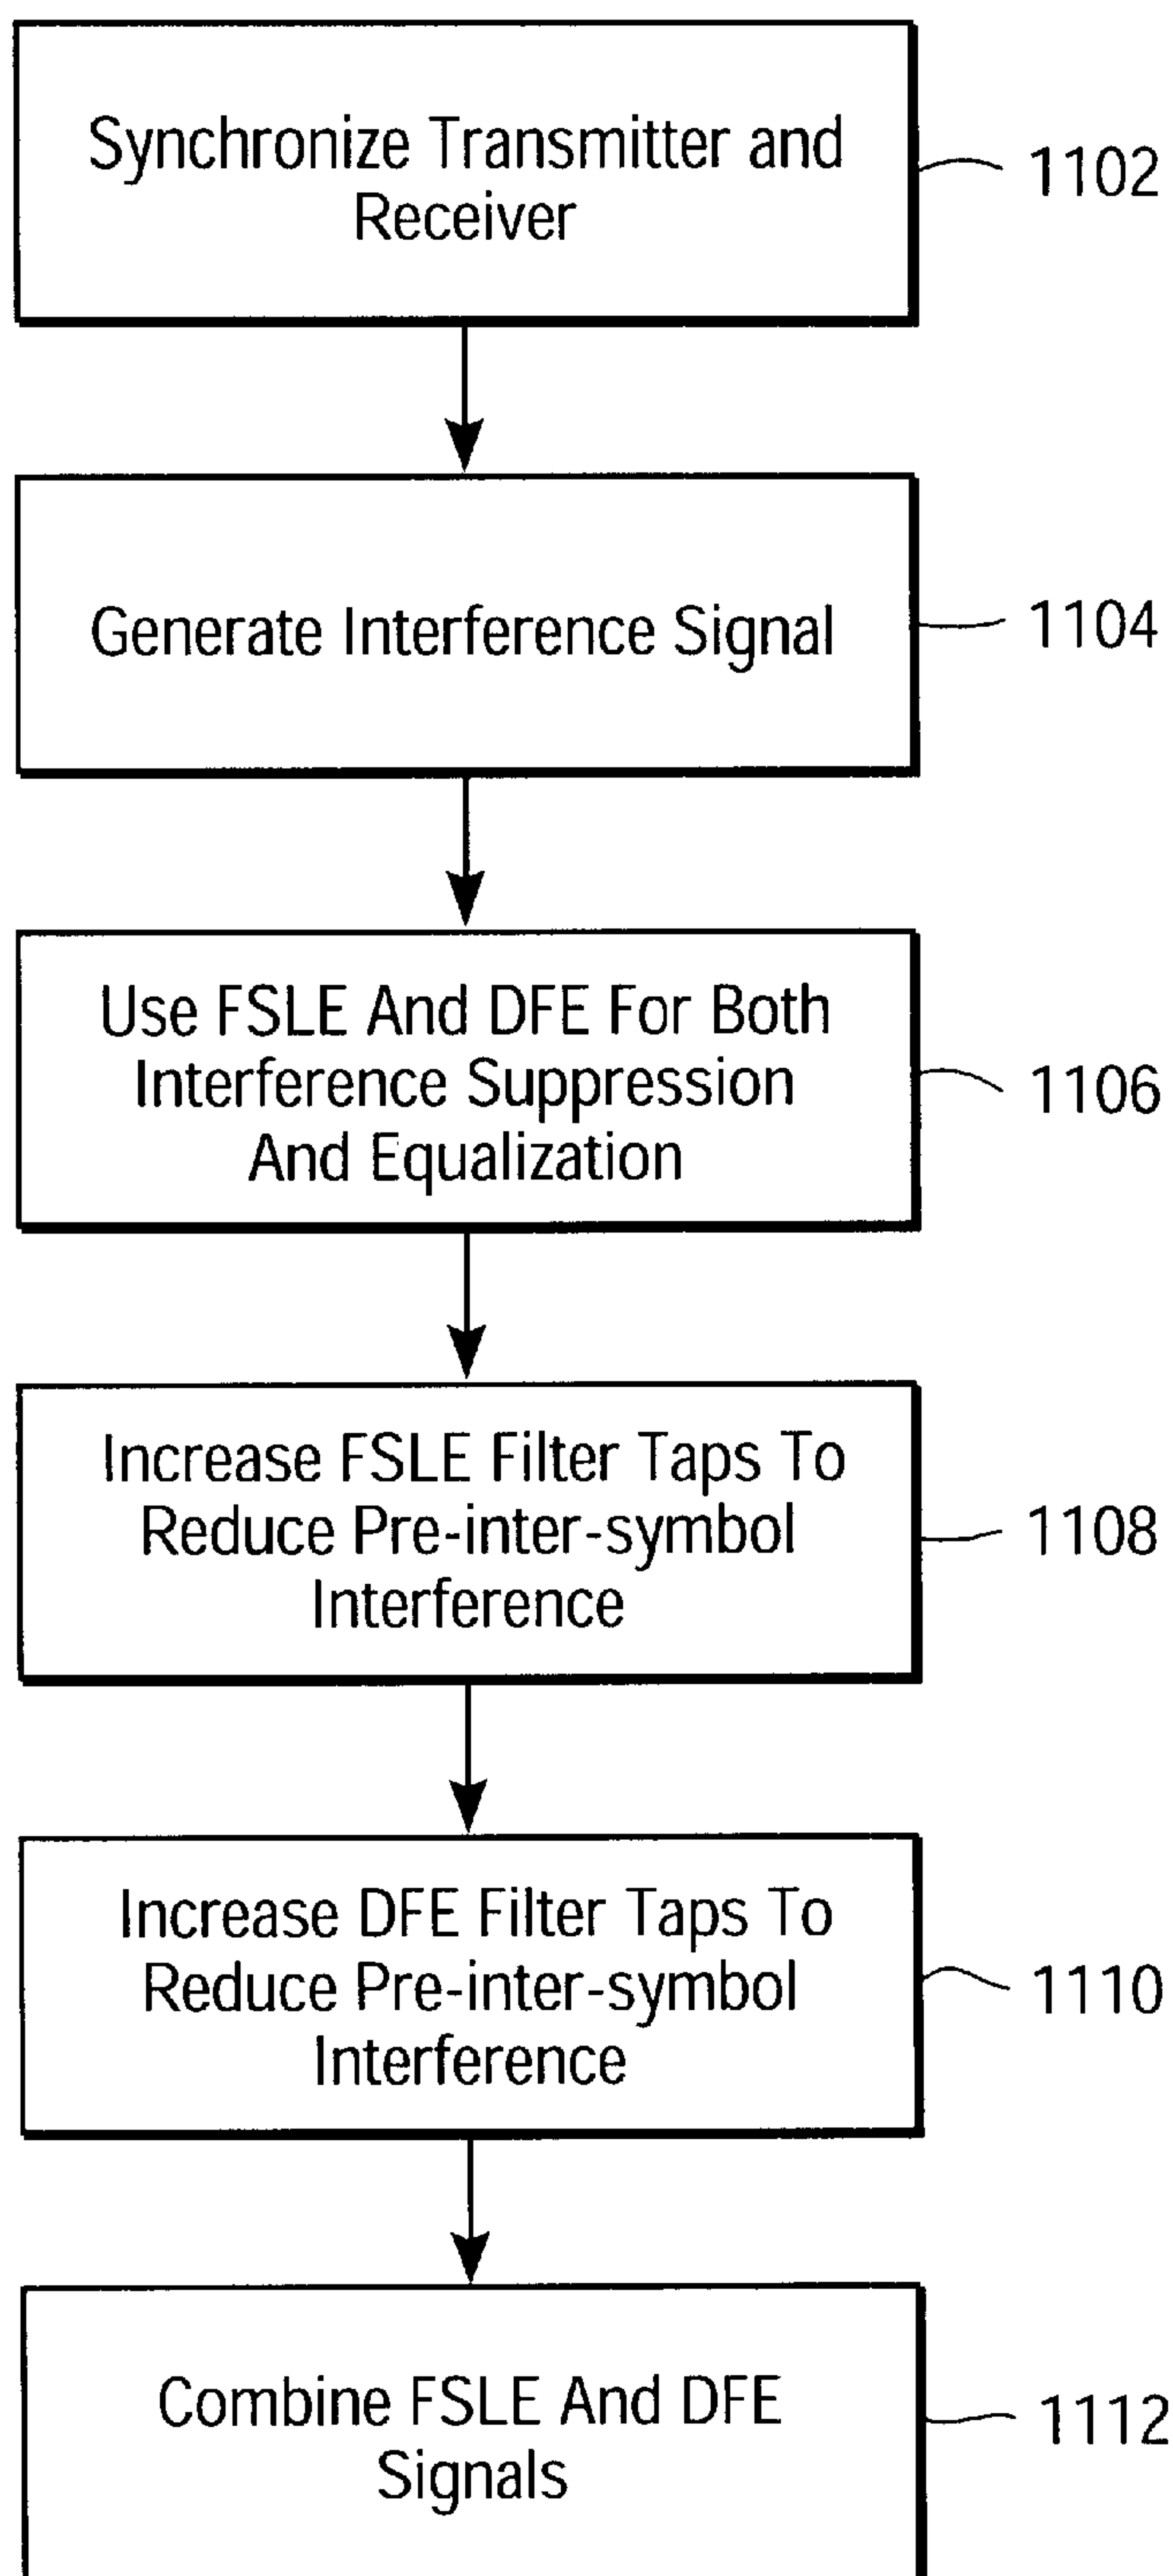 Synchronize Transmitter and
Receiver
1102
Generate Interference Signal
1104
Use FSLE And DFE For Both
Interference Suppression
And Equalization
1106
Increase FSLE Filter Taps To
Reduce Pre-inter-symbol
Interference
1108
Increase DFE Filter Taps To
Reduce Pre-inter-symbol
Interference
1110
Combine FSLE And DFE
Signals
1112